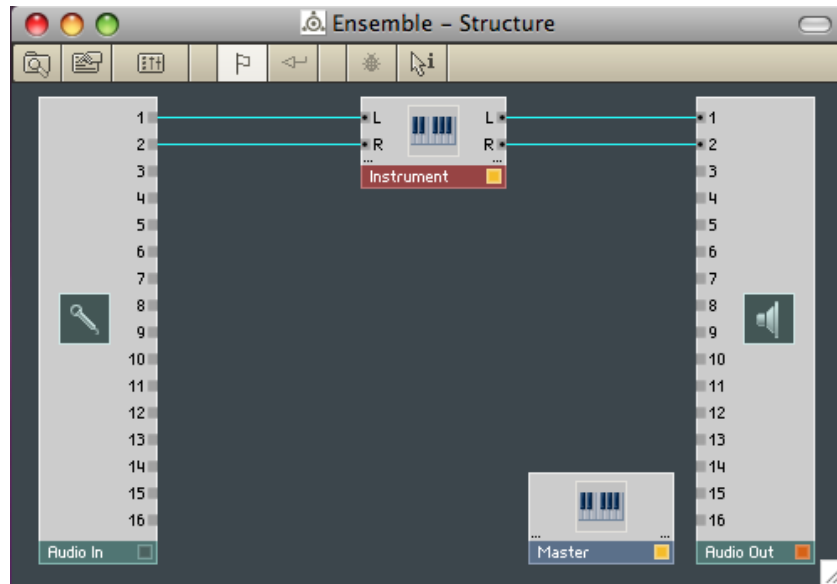 Ensemble – Structure
i
1 L L 1
2 R R 2
... ...
3 3
Instrument
4 4
5 5
6 6
7 7
8 8
9 9
10 10
11 11
12 12
13 13
14 14
15 15
16 16
... ...
Audio In Master Audio Out